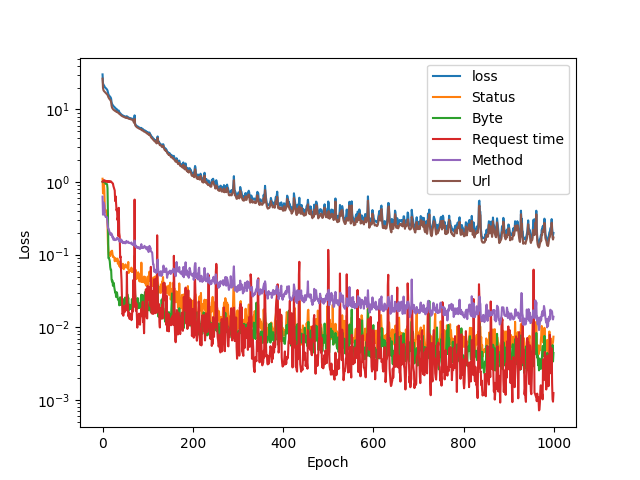 10¹
10⁰
10⁻¹
10⁻²
10⁻³
Loss
0
200
400
600
800
1000
Epoch
loss
Status
Byte
Request time
Method
Url